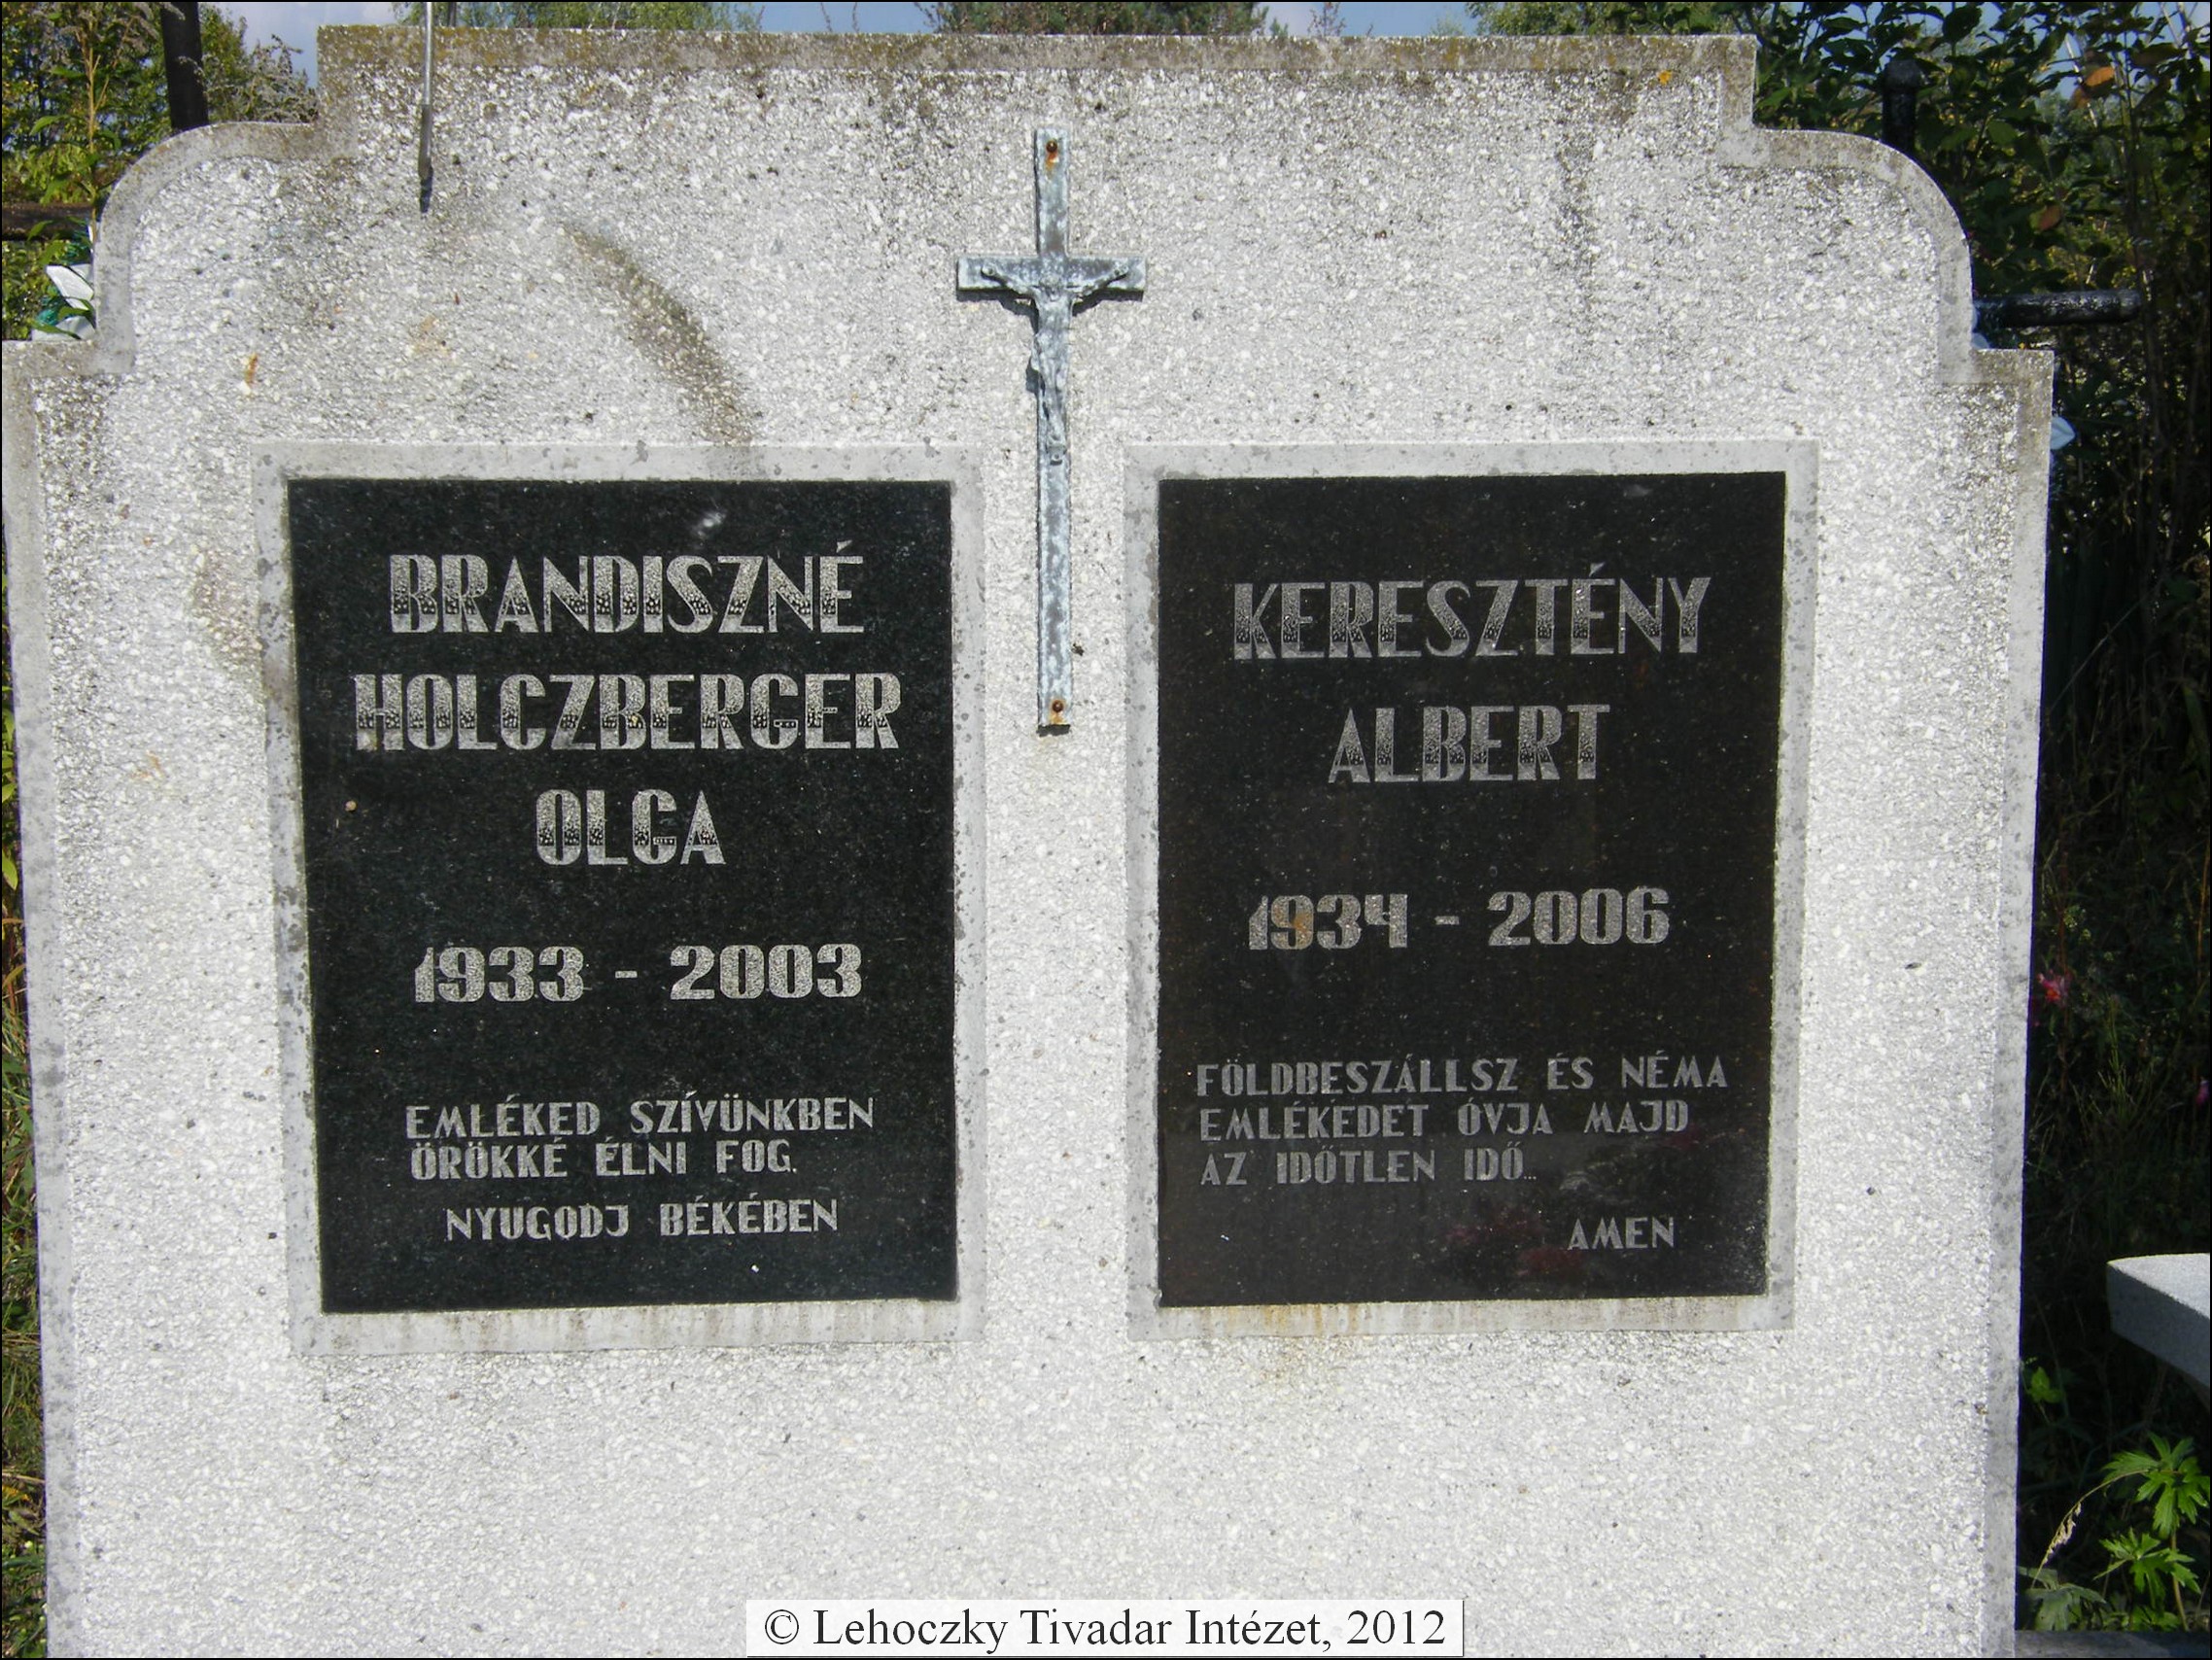 BRANDISZNÉ
HOLCZBERGER
OLGA
1933 - 2003
EMLÉKED SZÍVÜNKBEN
ÖRÖKKÉ ÉLNI FOG.
NYUGODJ BÉKÉBEN
KERESZTÉNY
ALBERT
1934 - 2006
FÖLDBESZÁLLSZ ÉS NÉMA
EMLÉKEDET ÓVJA MAJD
AZ IDŐTLEN IDŐ...
AMEN
© Lehoczky Tivadar Intézet, 2012